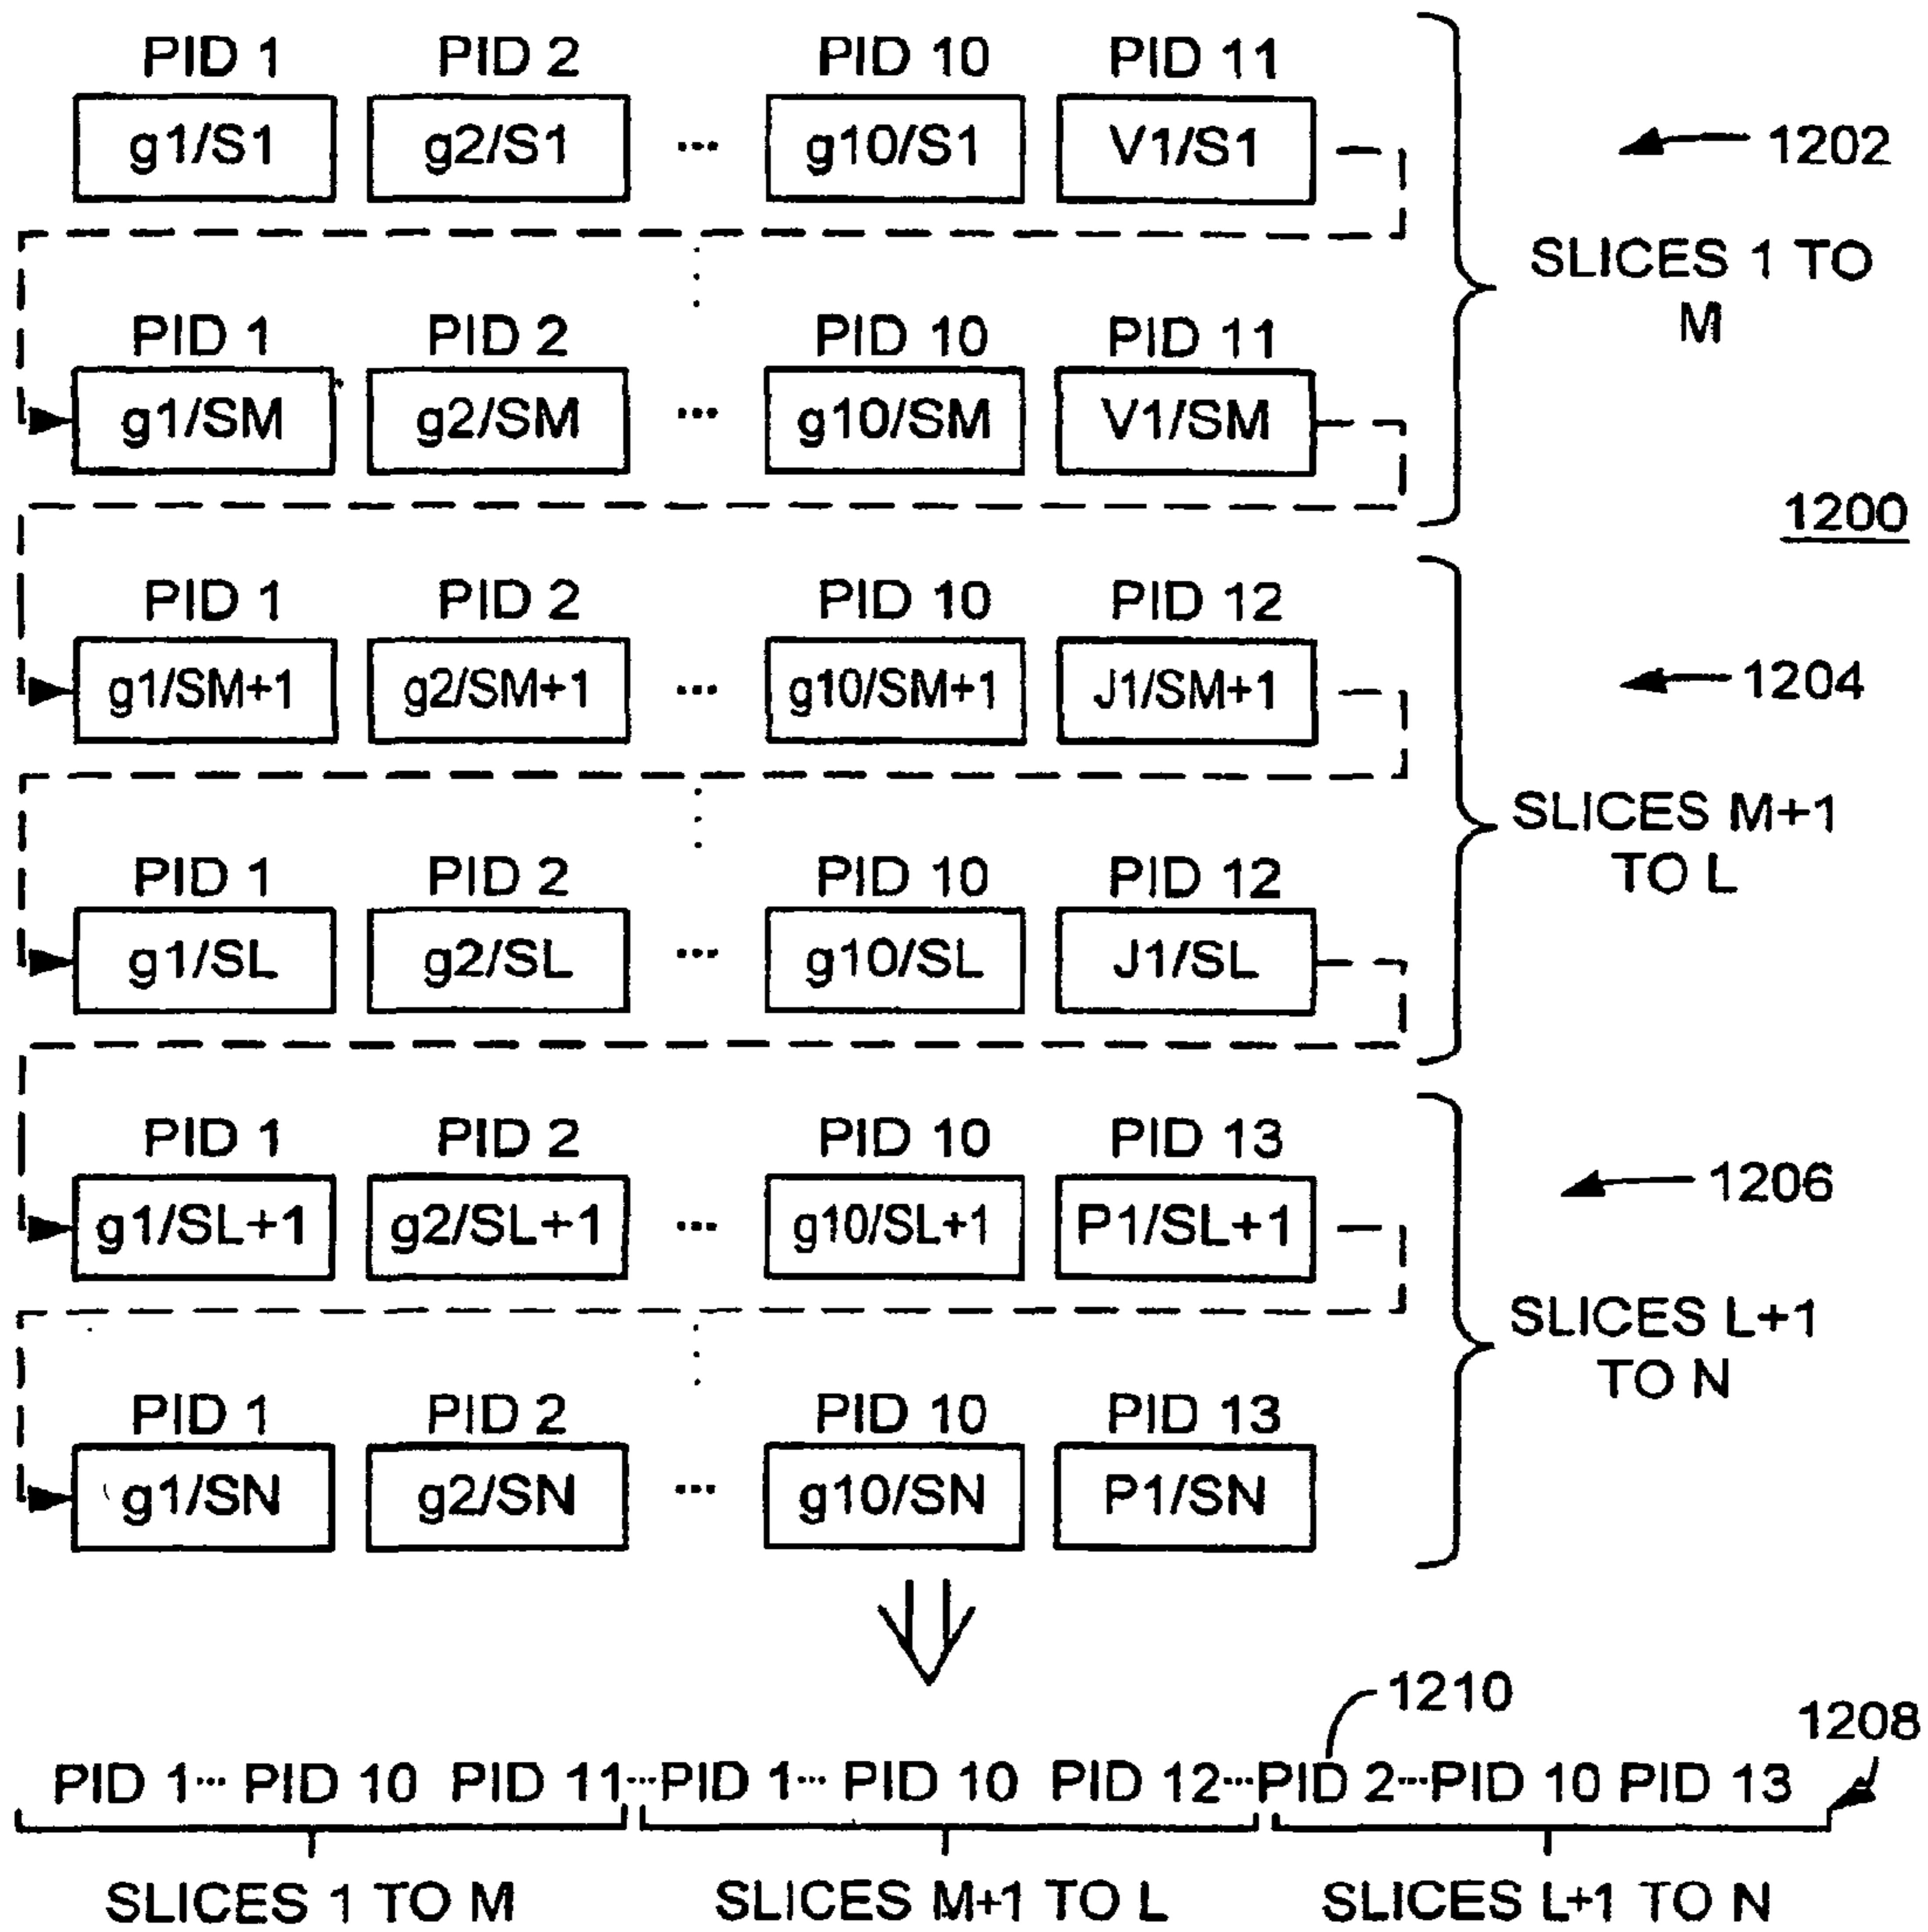 PID 1 PID 2 PID 10 PID 11
g1/S1 g2/S1 ... g10/S1 V1/S1
1202
SLICES 1 TO
M
PID 1 PID 2 PID 10 PID 11
g1/SM g2/SM ... g10/SM V1/SM
1200
PID 1 PID 2 PID 10 PID 12
g1/SM+1 g2/SM+1 ... g10/SM+1 J1/SM+1
1204
SLICES M+1
TO L
PID 1 PID 2 PID 10 PID 12
g1/SL g2/SL ... g10/SL J1/SL
PID 1 PID 2 PID 10 PID 13
g1/SL+1 g2/SL+1 ... g10/SL+1 P1/SL+1
1206
SLICES L+1
TO N
PID 1 PID 2 PID 10 PID 13
g1/SN g2/SN ... g10/SN P1/SN
1210
1208
PID 1... PID 10 PID 11...PID 1... PID 10 PID 12...PID 2...PID 10 PID 13
SLICES 1 TO M SLICES M+1 TO L SLICES L+1 TO N